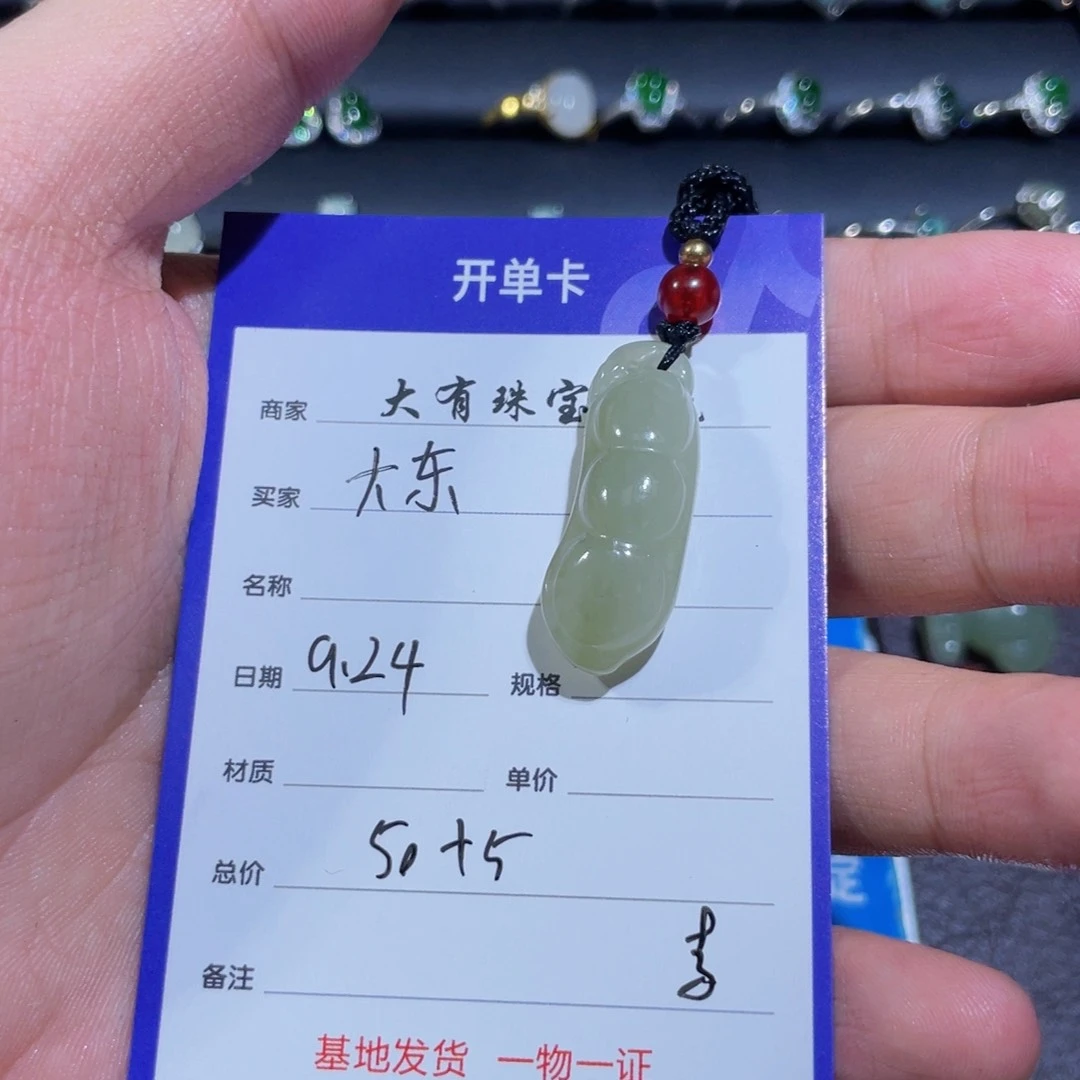 开单卡
商家 大有珠宝
买家 大东
名称
日期 9.24 规格
材质 单价
总价 50+5
备注
基地发货 一物一证